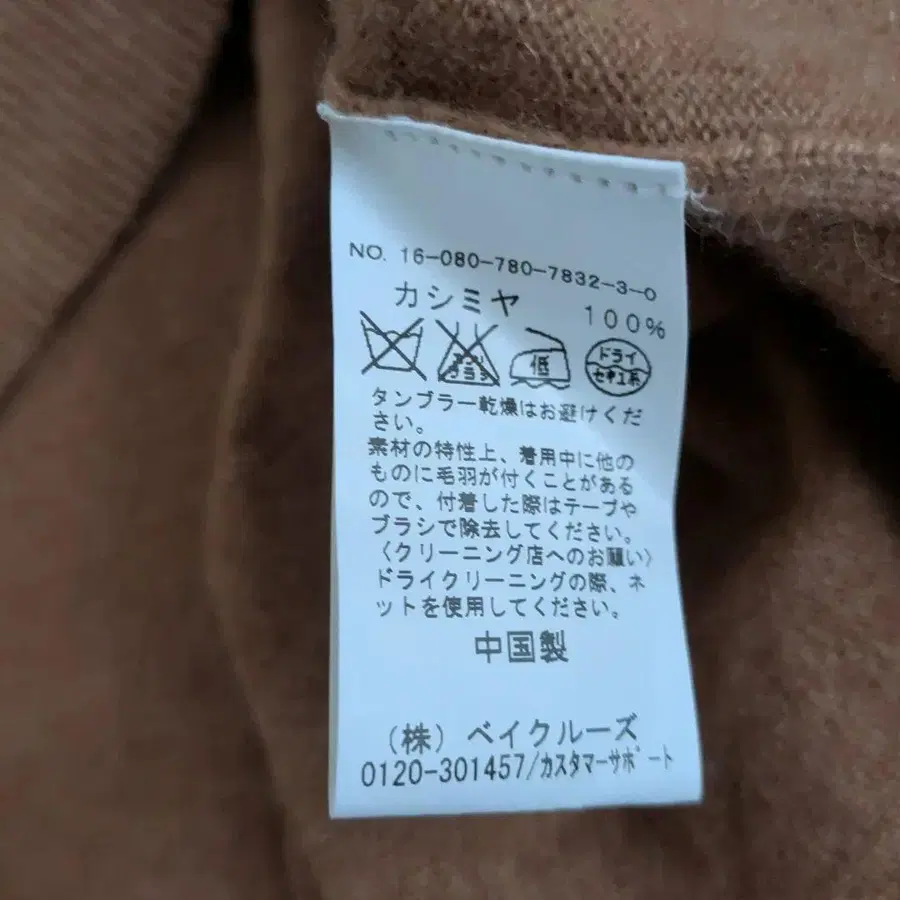 NO. 16-080-780-7832-3-0
カシミヤ 100%
エンソ
サラシ
低
ドライ
セキユ系
タンブラー乾燥はお避けくだ
さい。
素材の特性上、着用中に他の
ものに毛羽が付くことがある
ので、付着した際はテープや
ブラシで除去してください。
〈クリーニング店へのお願い〉
ドライクリーニングの際、ネ
ットを使用してください。
中国製
(株) ベイクルーズ
0120-301457/カスタマーサポート